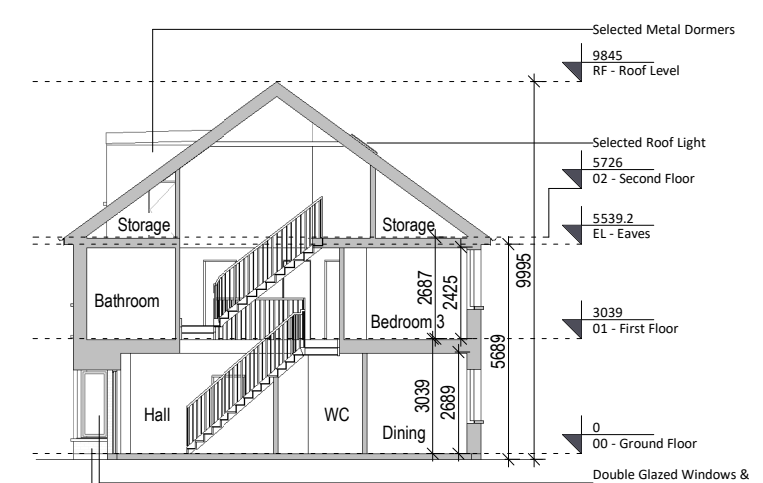 Selected Metal Dormers
9845
RF - Roof Level
Selected Roof Light
5726
02 - Second Floor
Storage
Storage
5539.2
EL - Eaves
9995
2687
2425
Bathroom
Bedroom 3
3039
01 - First Floor
5689
3039
2689
Hall
WC
Dining
0
00 - Ground Floor
Double Glazed Windows &